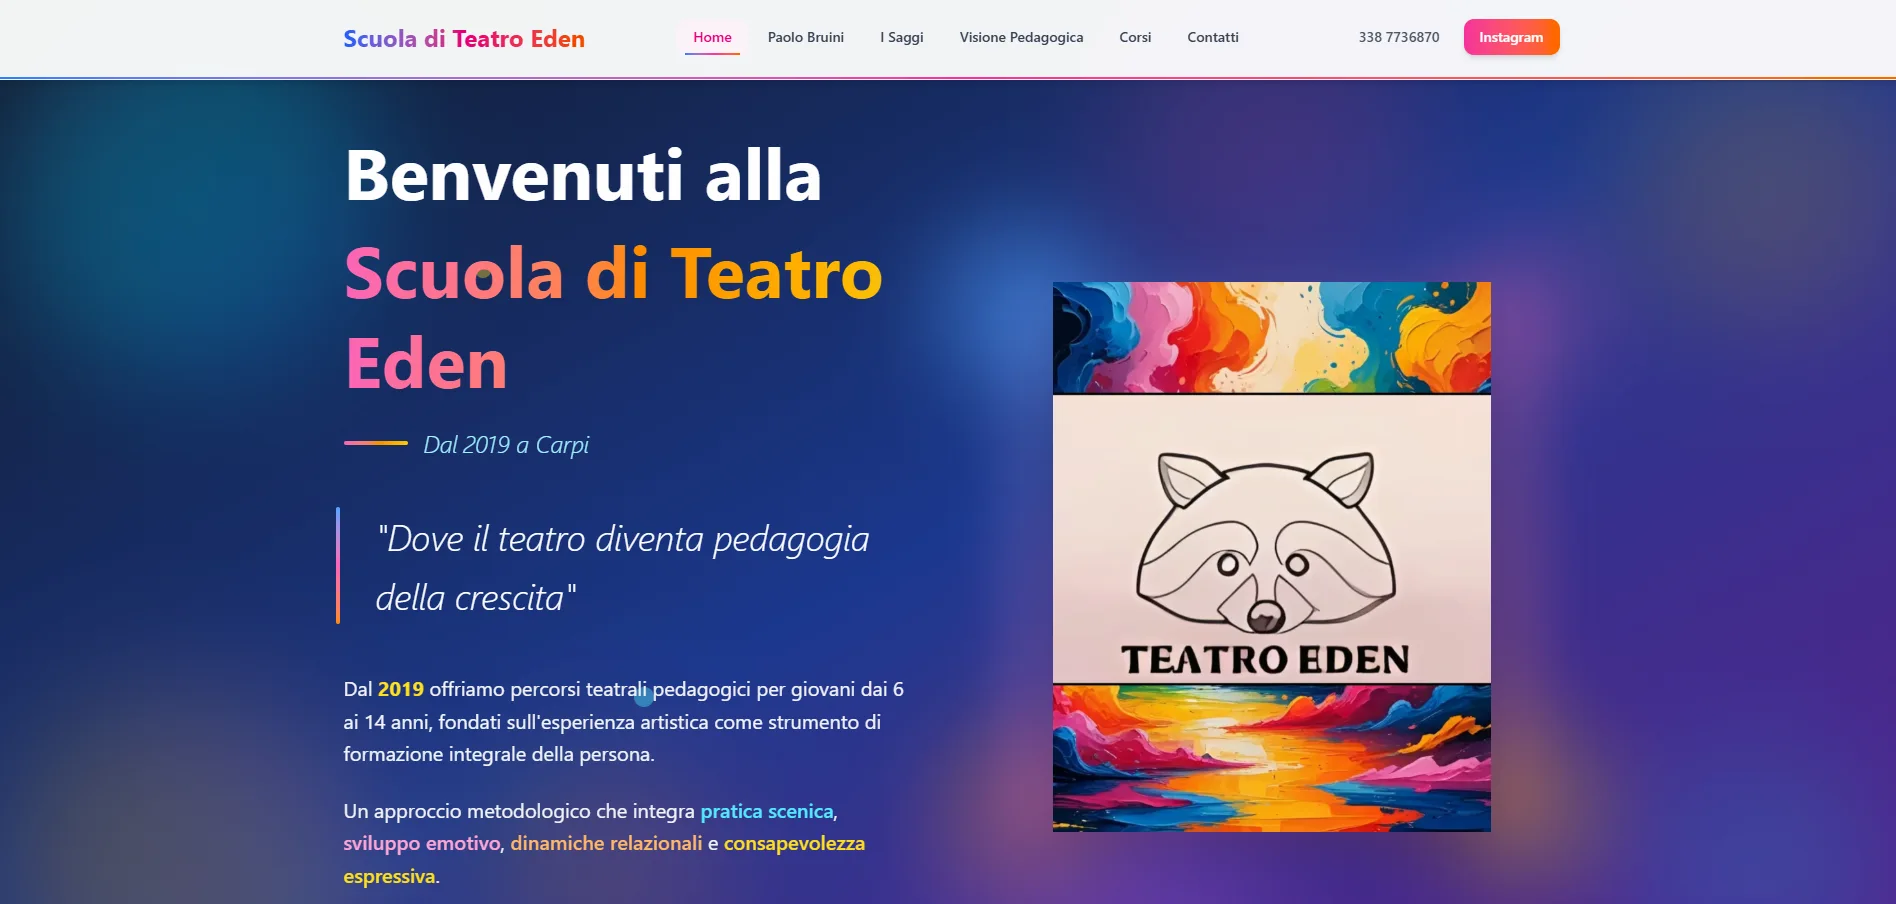 Scuola di Teatro Eden
Home
Paolo Bruini
I Saggi
Visione Pedagogica
Corsi
Contatti
338 7736870
Instagram
Benvenuti alla
Scuola di Teatro
Eden
Dal 2019 a Carpi
"Dove il teatro diventa pedagogia
della crescita"
Dal 2019 offriamo percorsi teatrali pedagogici per giovani dai 6
ai 14 anni, fondati sull'esperienza artistica come strumento di
formazione integrale della persona.
Un approccio metodologico che integra pratica scenica,
sviluppo emotivo, dinamiche relazionali e consapevolezza
espressiva.
TEATRO EDEN